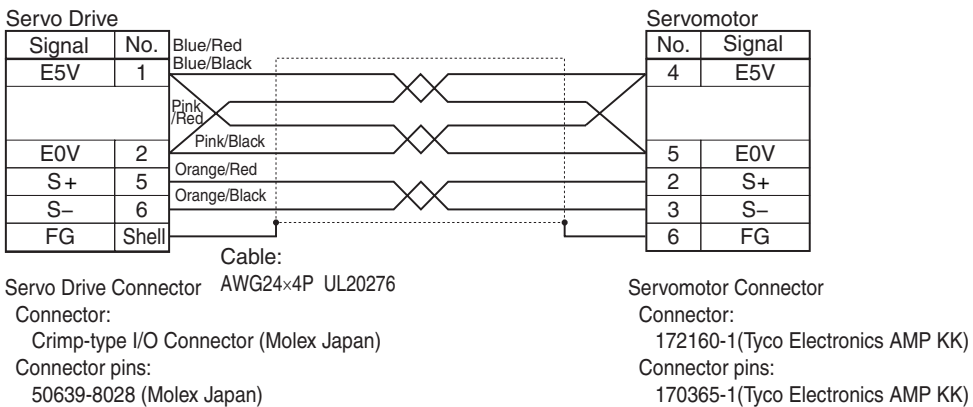 Servo Drive
Servomotor
Signal No.
Blue/Red
No. Signal
Blue/Black
E5V 1
4 E5V
Pink
/Red
Pink/Black
E0V 2
5 E0V
Orange/Red
S+ 5
2 S+
Orange/Black
S− 6
3 S−
FG Shell
6 FG
Cable:
AWG24×4P UL20276
Servo Drive Connector
Connector:
Crimp-type I/O Connector (Molex Japan)
Connector pins:
50639-8028 (Molex Japan)
Servomotor Connector
Connector:
172160-1(Tyco Electronics AMP KK)
Connector pins:
170365-1(Tyco Electronics AMP KK)